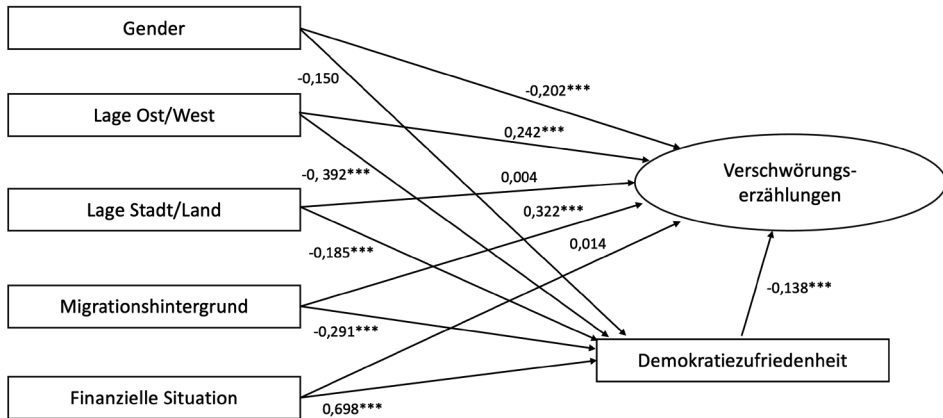 Gender
-0,150
-0,202***
Lage Ost/West
0,242***
Verschwörungs-
erzählungen
-0, 392***
0,004
Lage Stadt/Land
0,322***
-0,185***
0,014
Migrationshintergrund
-0,138***
-0,291***
Demokratiezufriedenheit
Finanzielle Situation
0,698***